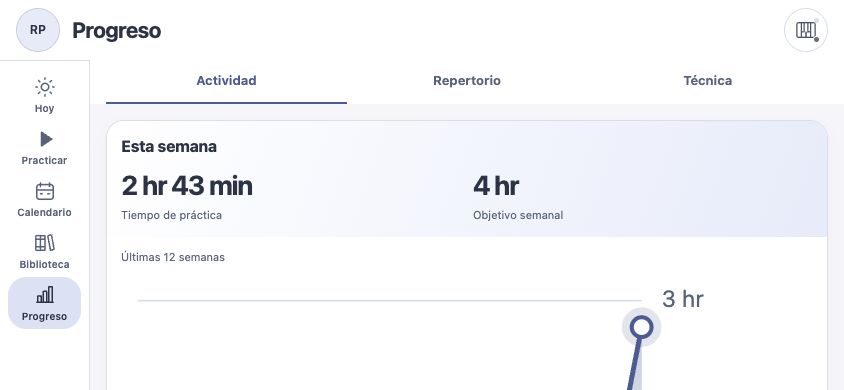 RP
Progreso
Actividad
Repertorio
Técnica
Hoy
Practicar
Calendario
Biblioteca
Progreso
Esta semana
2 hr 43 min
4 hr
Tiempo de práctica
Objetivo semanal
Últimas 12 semanas
3 hr